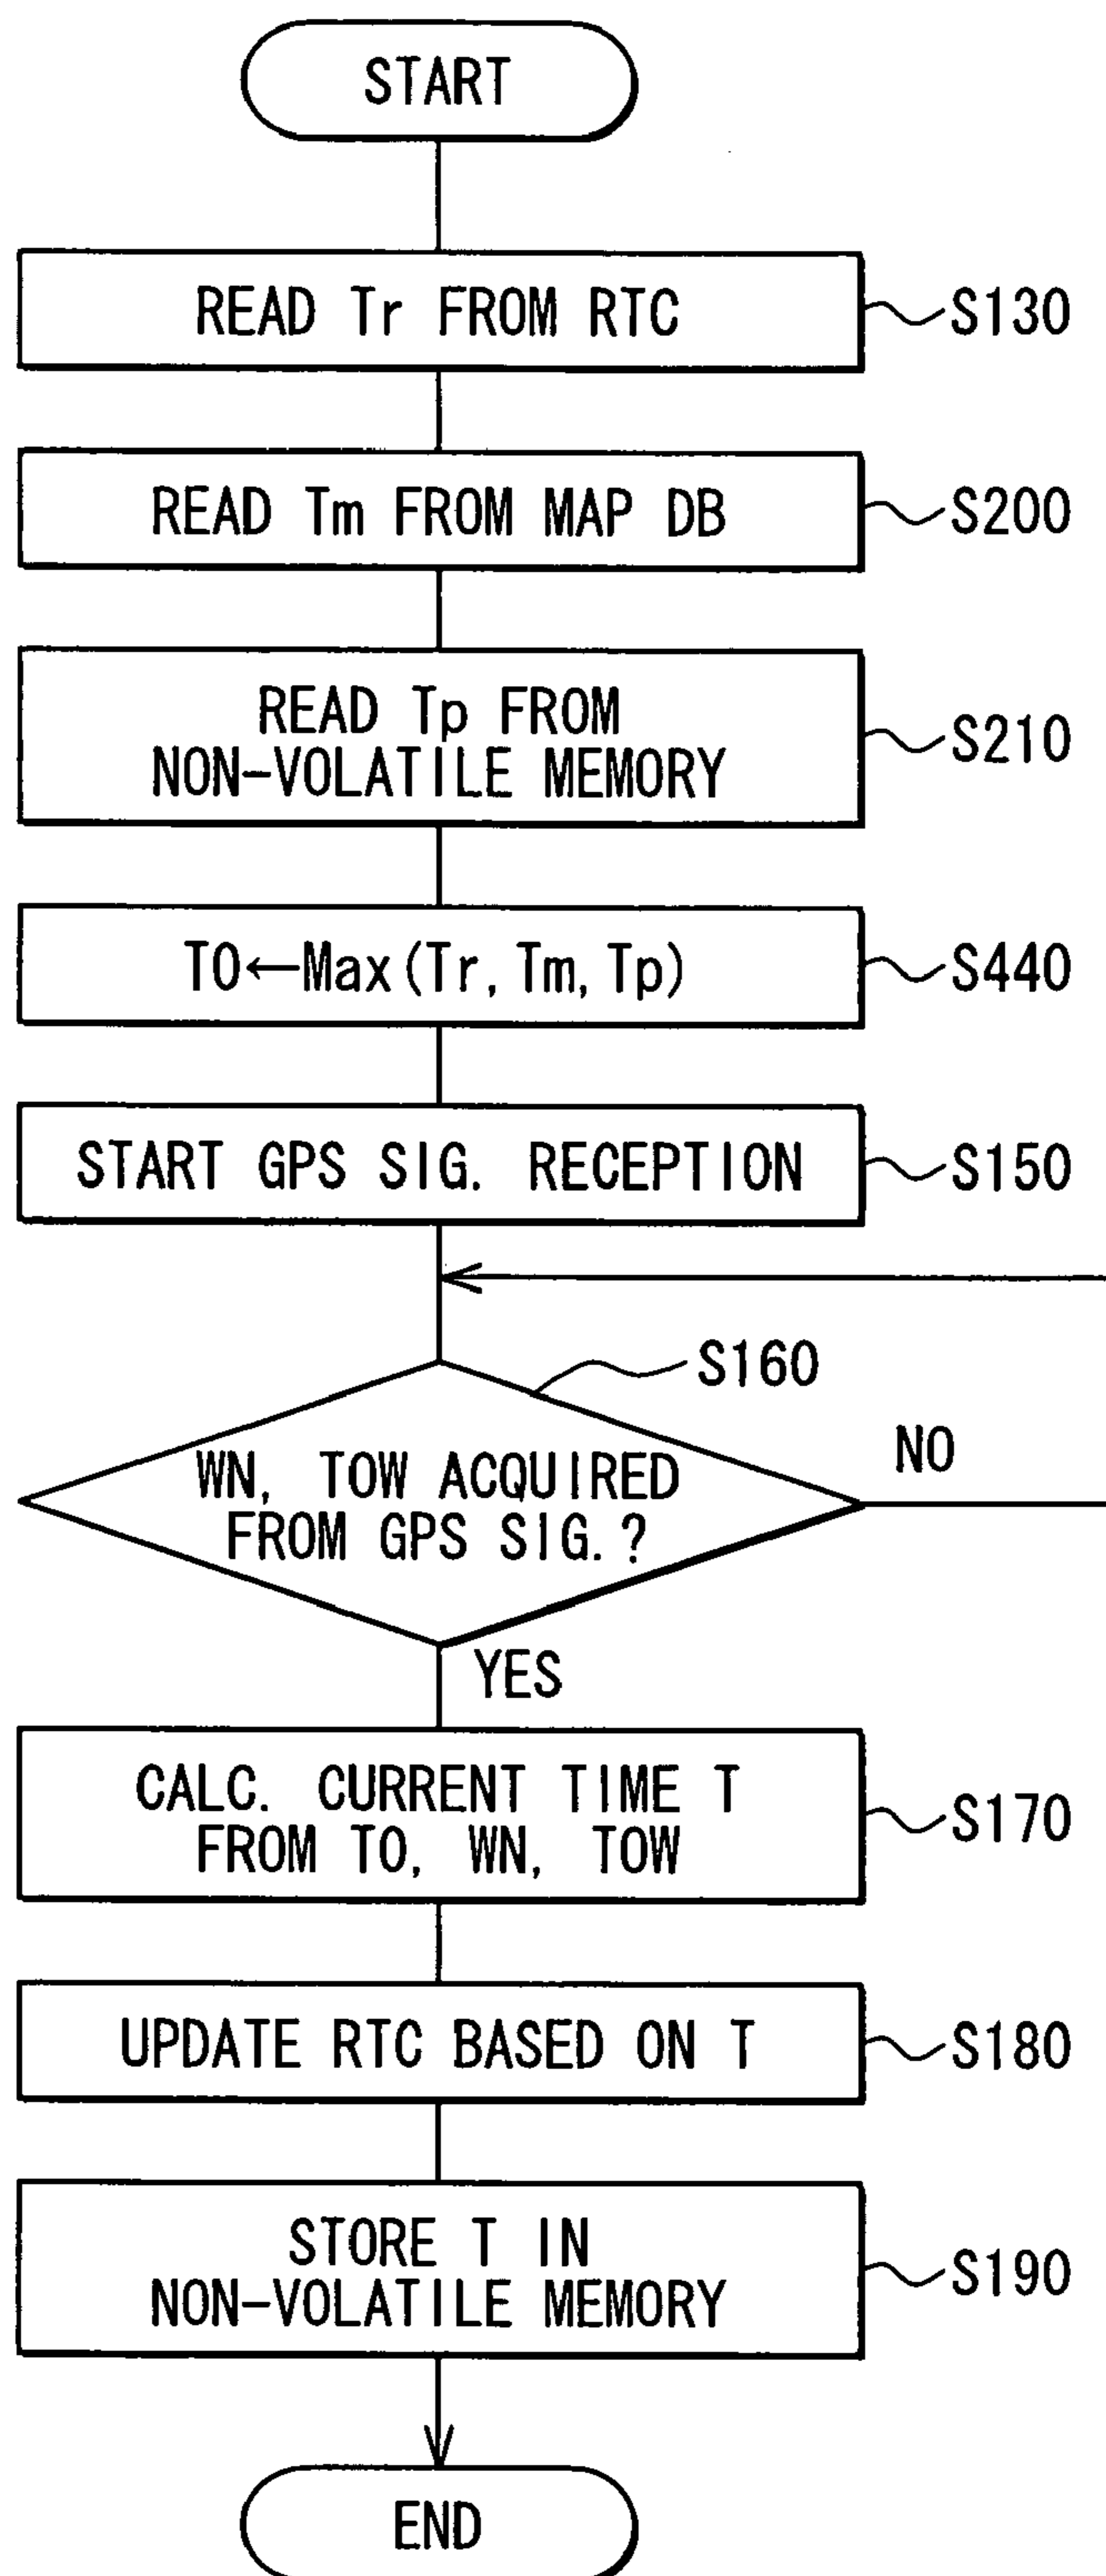 START
READ Tr FROM RTC
S130
READ Tm FROM MAP DB
S200
READ Tp FROM
NON-VOLATILE MEMORY
S210
T0←Max(Tr, Tm, Tp)
S440
START GPS SIG. RECEPTION
S150
S160
WN, TOW ACQUIRED
FROM GPS SIG.?
NO
YES
CALC. CURRENT TIME T
FROM T0, WN, TOW
S170
UPDATE RTC BASED ON T
S180
STORE T IN
NON-VOLATILE MEMORY
S190
END